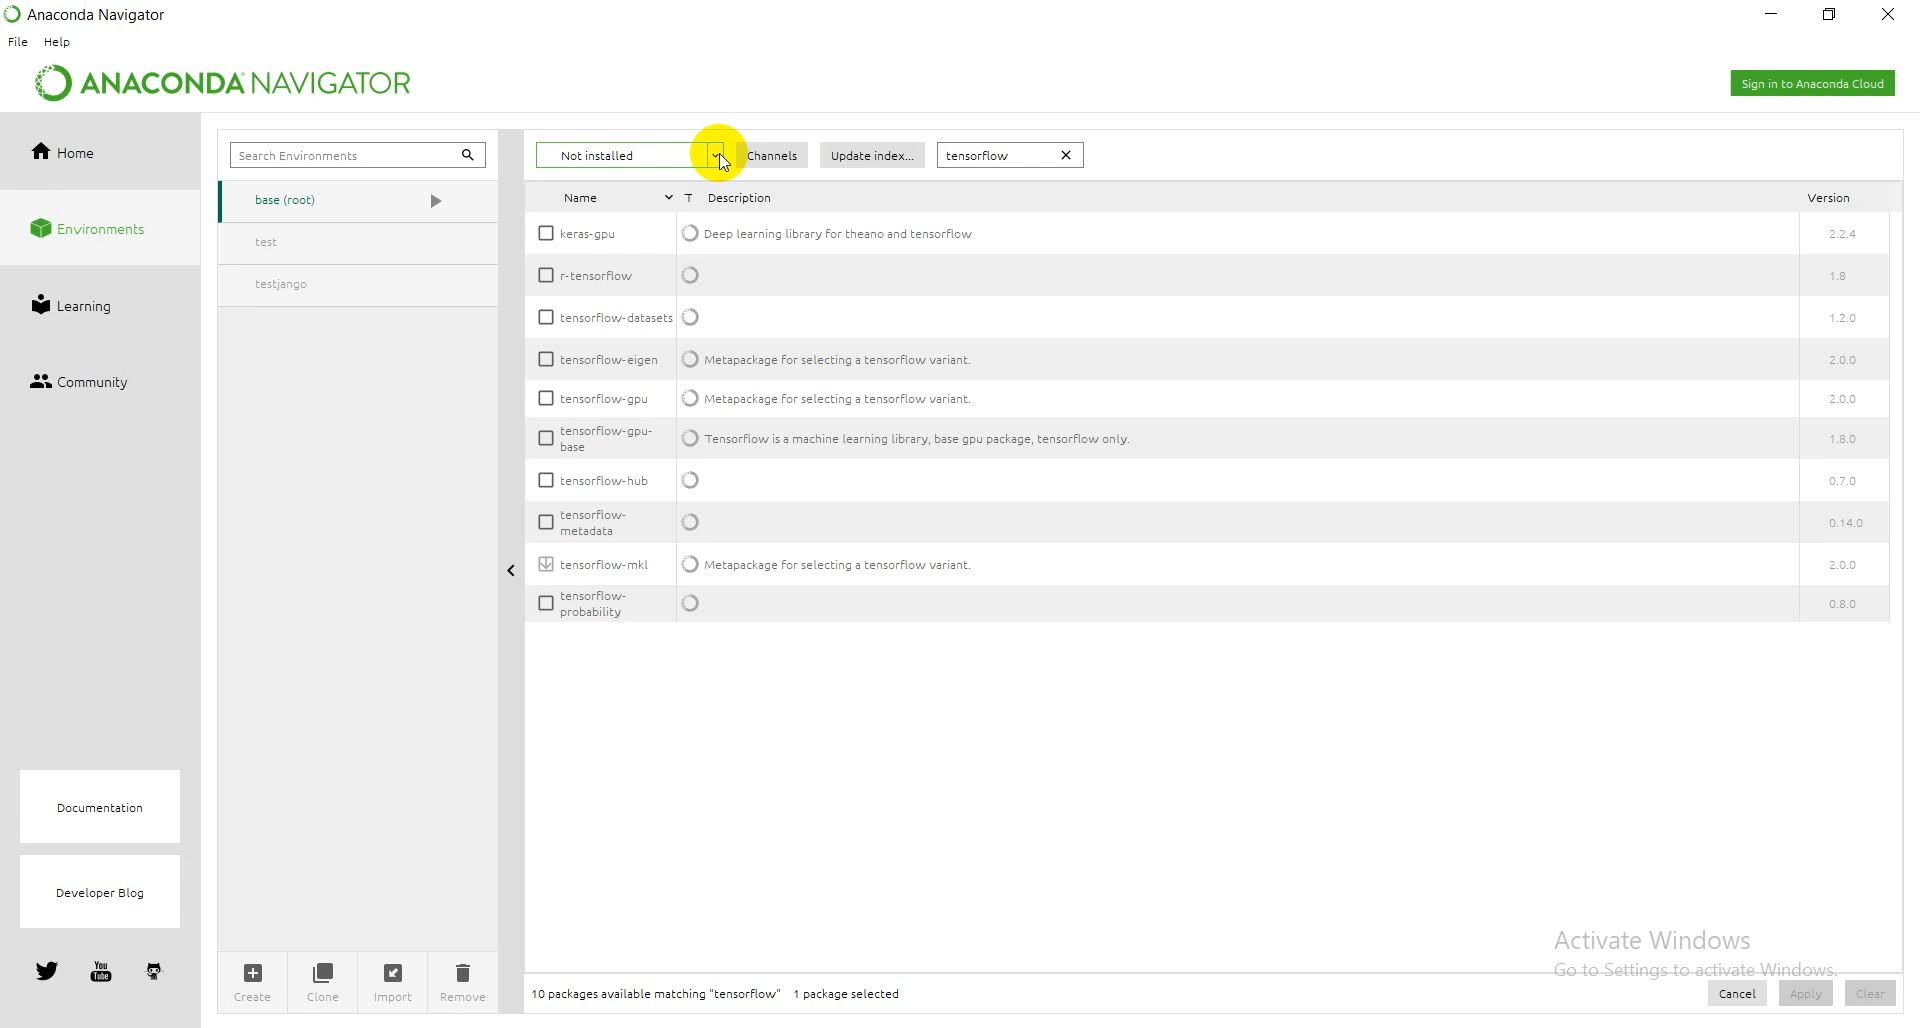 Anaconda Navigator
File Help
ANACONDA NAVIGATOR
Sign in to Anaconda Cloud
Home
Environments
Learning
Community
Documentation
Developer Blog
You
Tube
Search Environments
base (root)
test
testjango
Create Clone Import Remove
Not installed Channels Update index... tensorflow
Name T Description Version
keras-gpu Deep learning library for theano and tensorflow 2.2.4
r-tensorflow 1.8
tensorflow-datasets 1.2.0
tensorflow-eigen Metapackage for selecting a tensorflow variant. 2.0.0
tensorflow-gpu Metapackage for selecting a tensorflow variant. 2.0.0
tensorflow-gpu-
base Tensorflow is a machine learning library, base gpu package, tensorflow only. 1.8.0
tensorflow-hub 0.7.0
tensorflow-
metadata 0.14.0
tensorflow-mkl Metapackage for selecting a tensorflow variant. 2.0.0
tensorflow-
probability 0.8.0
Activate Windows
Go to Settings to activate Windows.
10 packages available matching "tensorflow" 1 package selected
Cancel Apply Clear